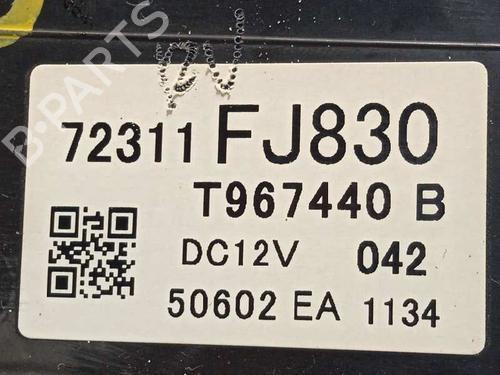 B-PARTS
72311 FJ830
T967440 B
DC12V 042
50602 EA 1134